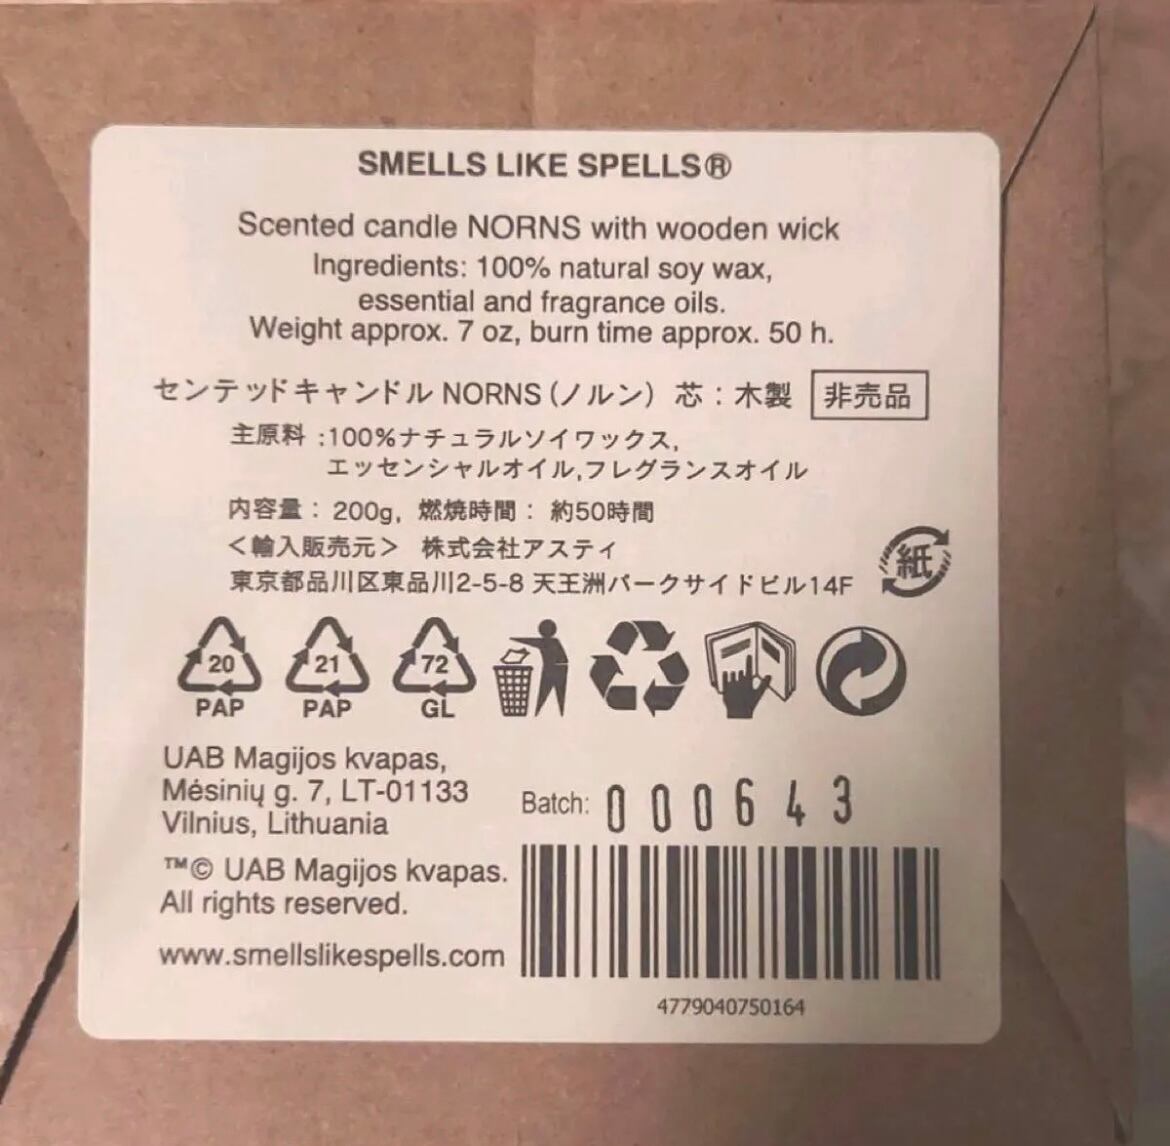 SMELLS LIKE SPELLS®
Scented candle NORNS with wooden wick
Ingredients: 100% natural soy wax,
essential and fragrance oils.
Weight approx. 7 oz, burn time approx. 50 h.
センテッドキャンドル NORNS (ノルン) 芯：木製 非売品
主原料 :100%ナチュラルソイワックス,
エッセンシャルオイル,フレグランスオイル
内容量： 200g, 燃焼時間： 約50時間
＜輸入販売元＞ 株式会社アスティ
東京都品川区東品川2-5-8 天王洲パークサイドビル14F
紙
20 21 72
PAP PAP GL
UAB Magijos kvapas,
Mėsinių g. 7, LT-01133
Vilnius, Lithuania
Batch: 000643
™© UAB Magijos kvapas.
All rights reserved.
www.smellslikespells.com
4779040750164